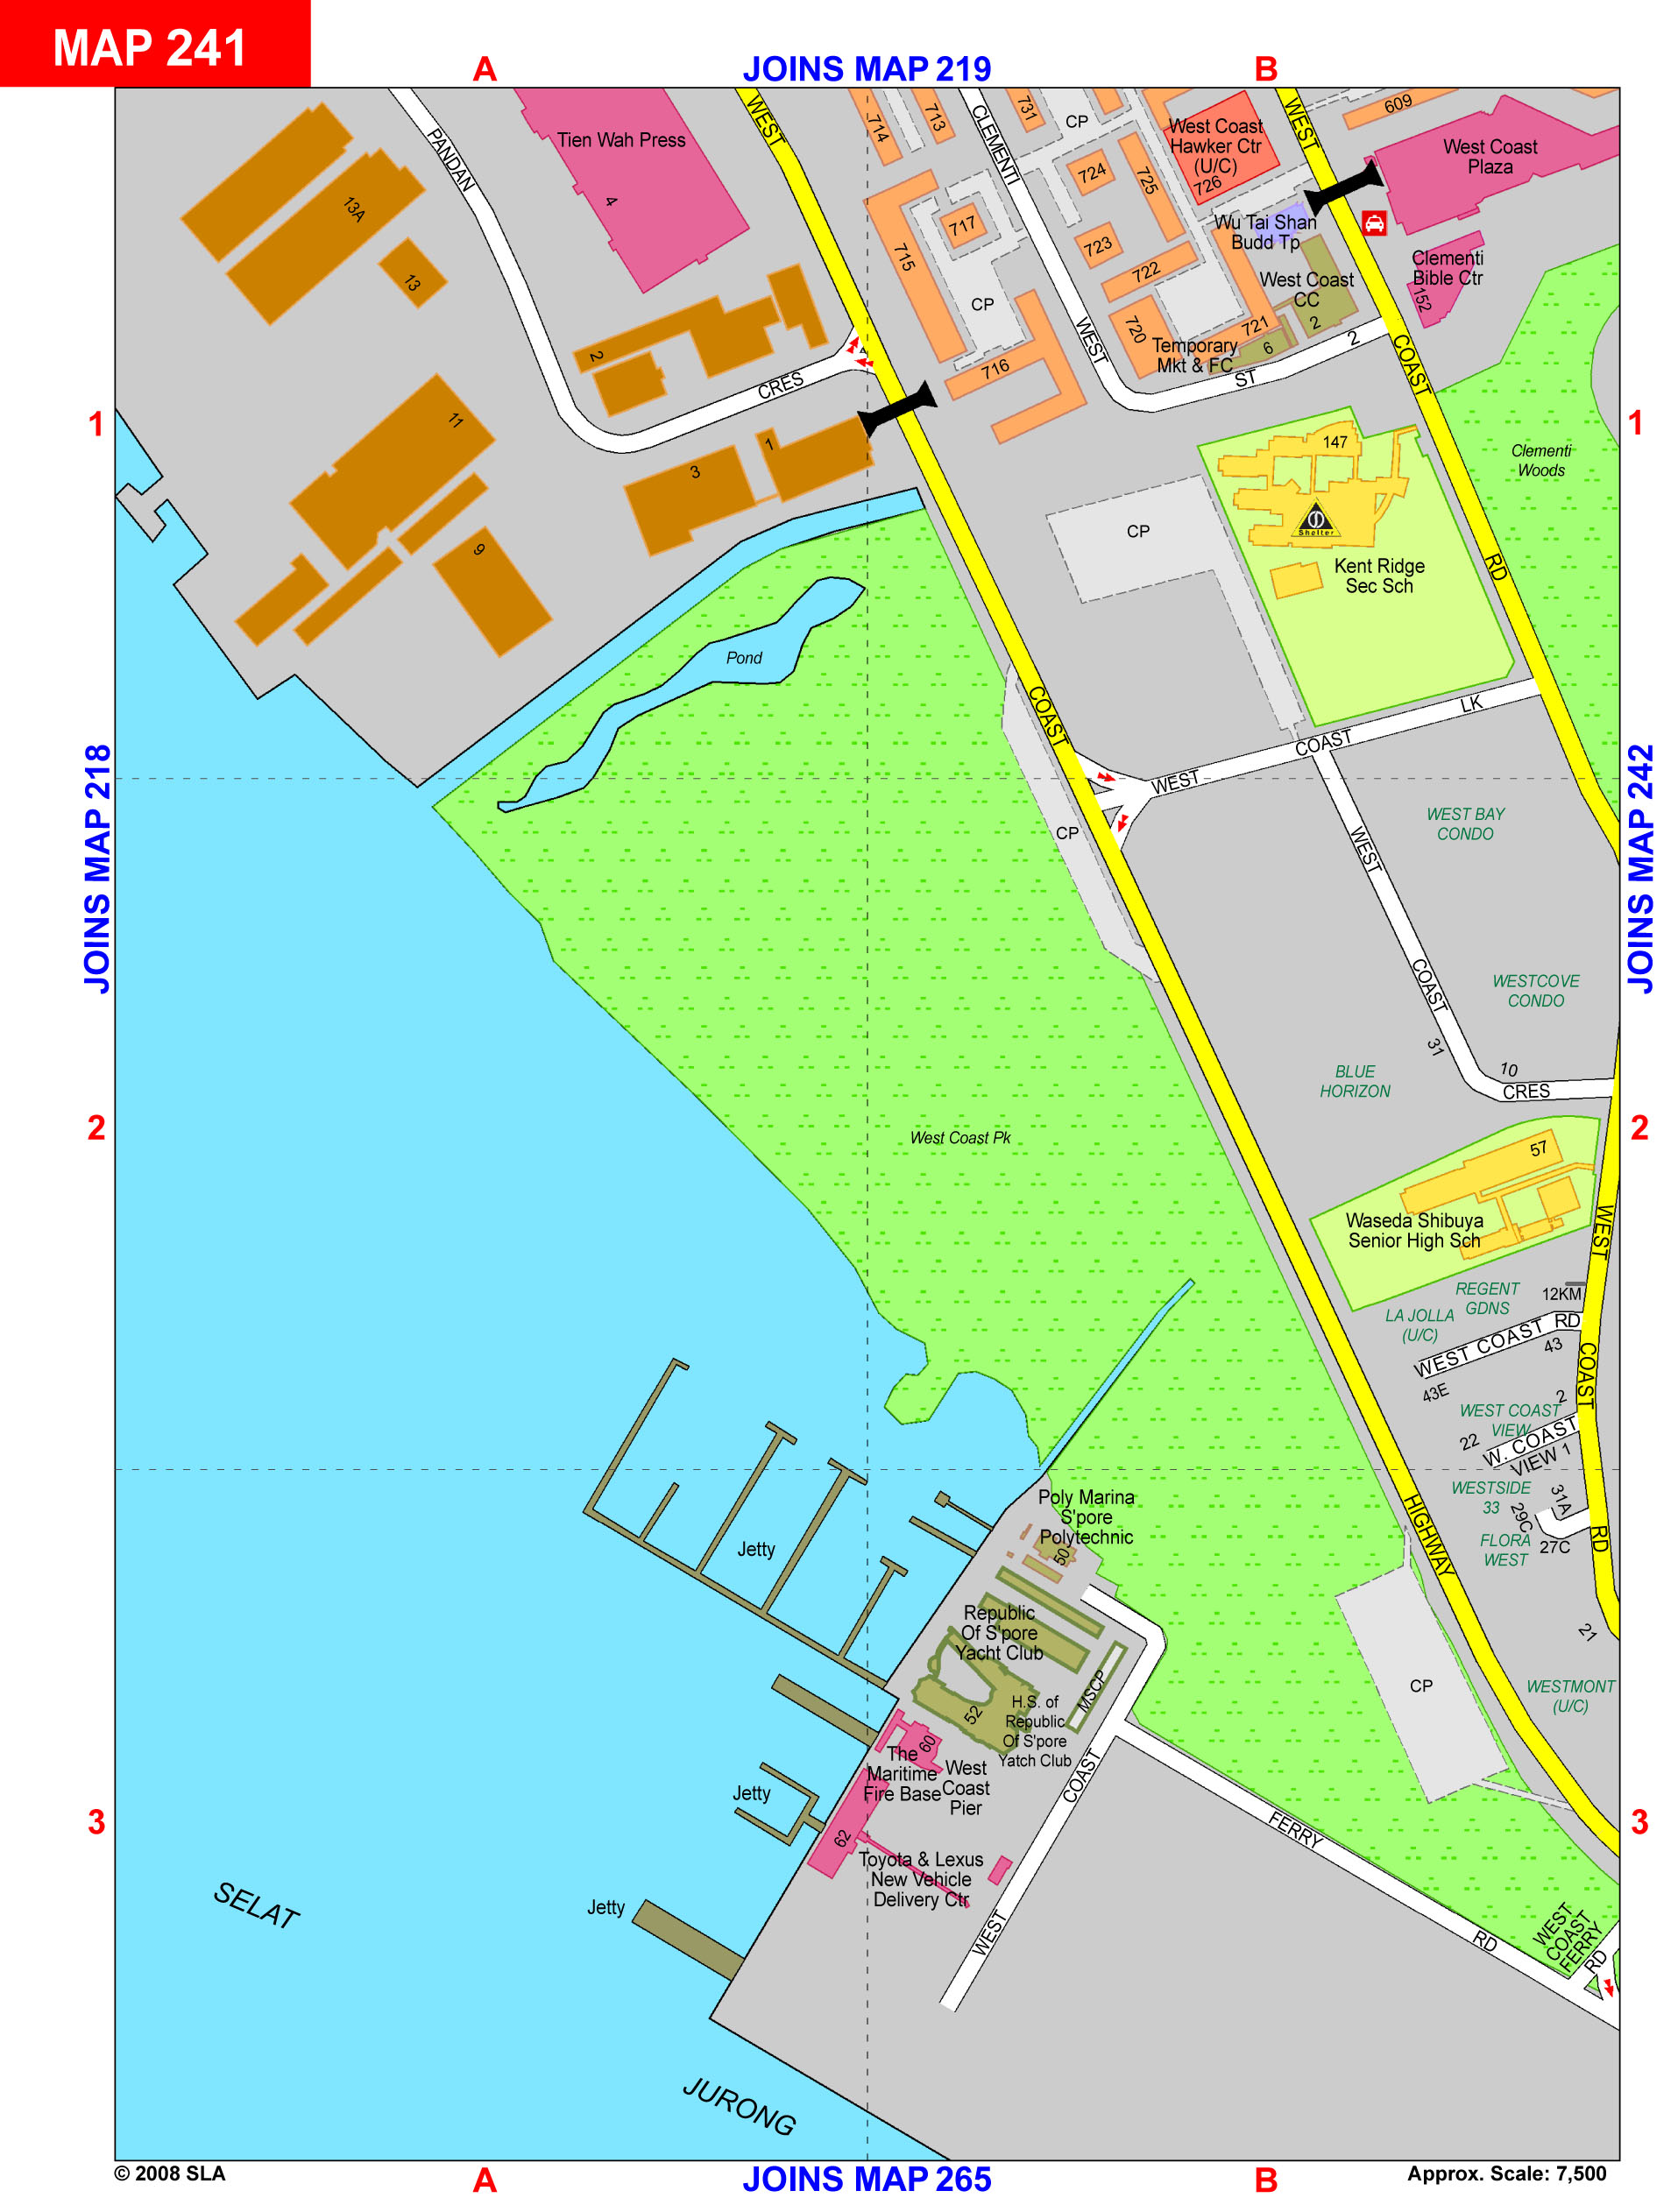 MAP 241
A
JOINS MAP 219
B
PANDAN
Tien Wah Press
4
WEST
714
713
CLEMENTI
731
CP
West Coast
Hawker Ctr
(U/C)
726
WEST
609
West Coast
Plaza
13A
13
724
725
717
715
723
722
Wu Tai Shan
Budd Tp
Clementi
Bible Ctr
152
West Coast
CC
2
CP
WEST
720
721
6
Temporary
Mkt & FC
ST
2
COAST
2
CRES
716
1
11
3
1
9
147
Shelter
Clementi
Woods
1
CP
Kent Ridge
Sec Sch
RD
Pond
COAST
LK
COAST
WEST
JOINS MAP 218
JOINS MAP 242
CP
WEST
WEST BAY
CONDO
COAST
WESTCOVE
CONDO
31
10
CRES
BLUE
HORIZON
2
West Coast Pk
2
57
Waseda Shibuya
Senior High Sch
WEST
12KM
REGENT
GDNS
LA JOLLA
(U/C)
WEST COAST RD
43
43E
COAST
2
WEST COAST
VIEW
22
W. COAST
VIEW 1
WESTSIDE
33
31A
29C
27C
FLORA
WEST
RD
HIGHWAY
21
WESTMONT
(U/C)
Poly Marina
S'pore
Polytechnic
50
Jetty
Republic
Of S'pore
Yacht Club
52
MSCP
H.S. of
Republic
Of S'pore
Yatch Club
CP
60
The
Maritime
Fire Base
West
Coast
Pier
COAST
Jetty
3
62
FERRY
3
Toyota & Lexus
New Vehicle
Delivery Ctr
Jetty
WEST
RD
WEST
COAST
FERRY
RD
SELAT
JURONG
© 2008 SLA
A
JOINS MAP 265
B
Approx. Scale: 7,500